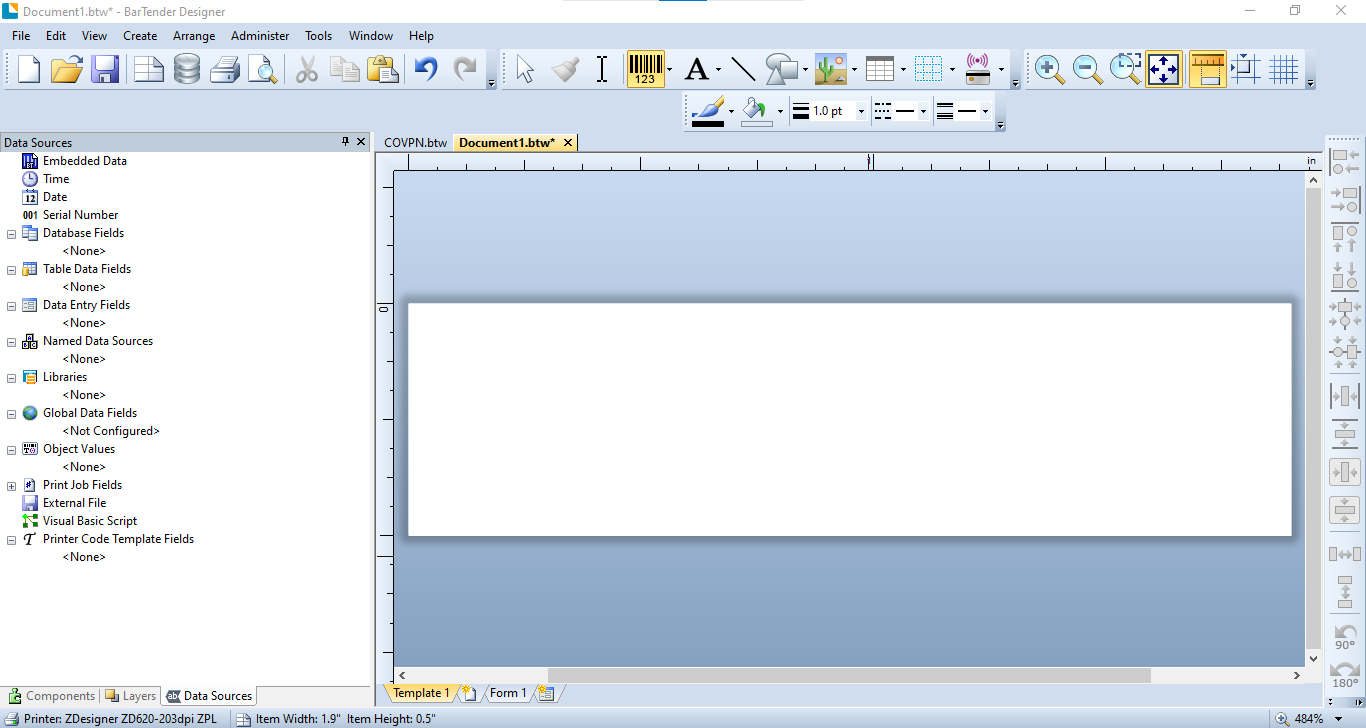 Document1.btw* - BarTender Designer
File Edit View Create Arrange Administer Tools Window Help
123 A
1.0 pt
Data Sources
COVPN.btw Document1.btw*
in
0
Embedded Data
Time
12 Date
001 Serial Number
Database Fields
<None>
Table Data Fields
<None>
Data Entry Fields
<None>
Named Data Sources
<None>
Libraries
<None>
Global Data Fields
<Not Configured>
Object Values
<None>
Print Job Fields
External File
Visual Basic Script
T Printer Code Template Fields
<None>
90°
180°
Components Layers ab Data Sources
Template 1 Form 1
Printer: ZDesigner ZD620-203dpi ZPL Item Width: 1.9" Item Height: 0.5" 484%